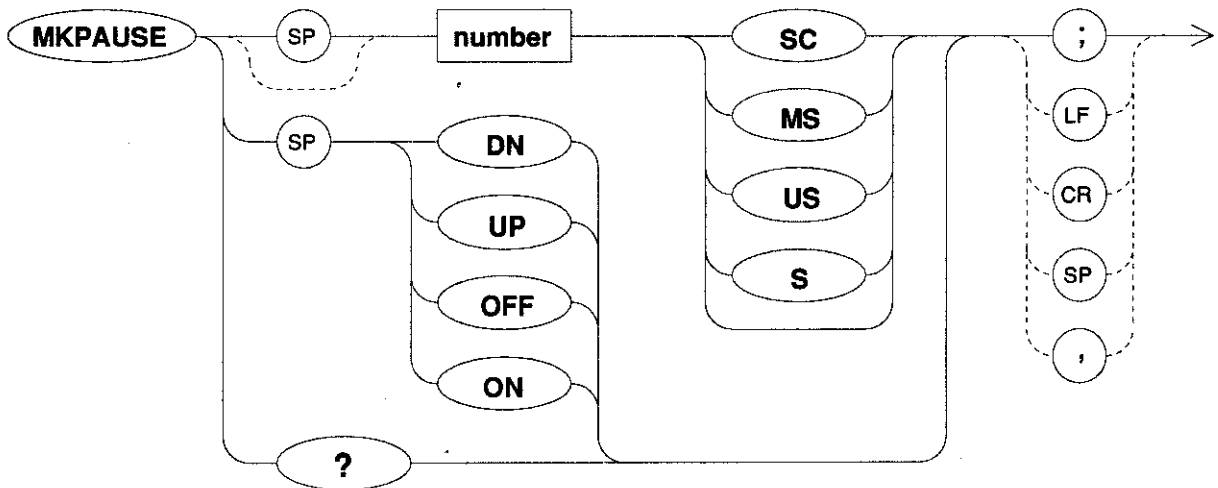 MKPAUSE SP number SC ;
MS LF
SP DN
US CR
UP
S SP
OFF
,
ON
?